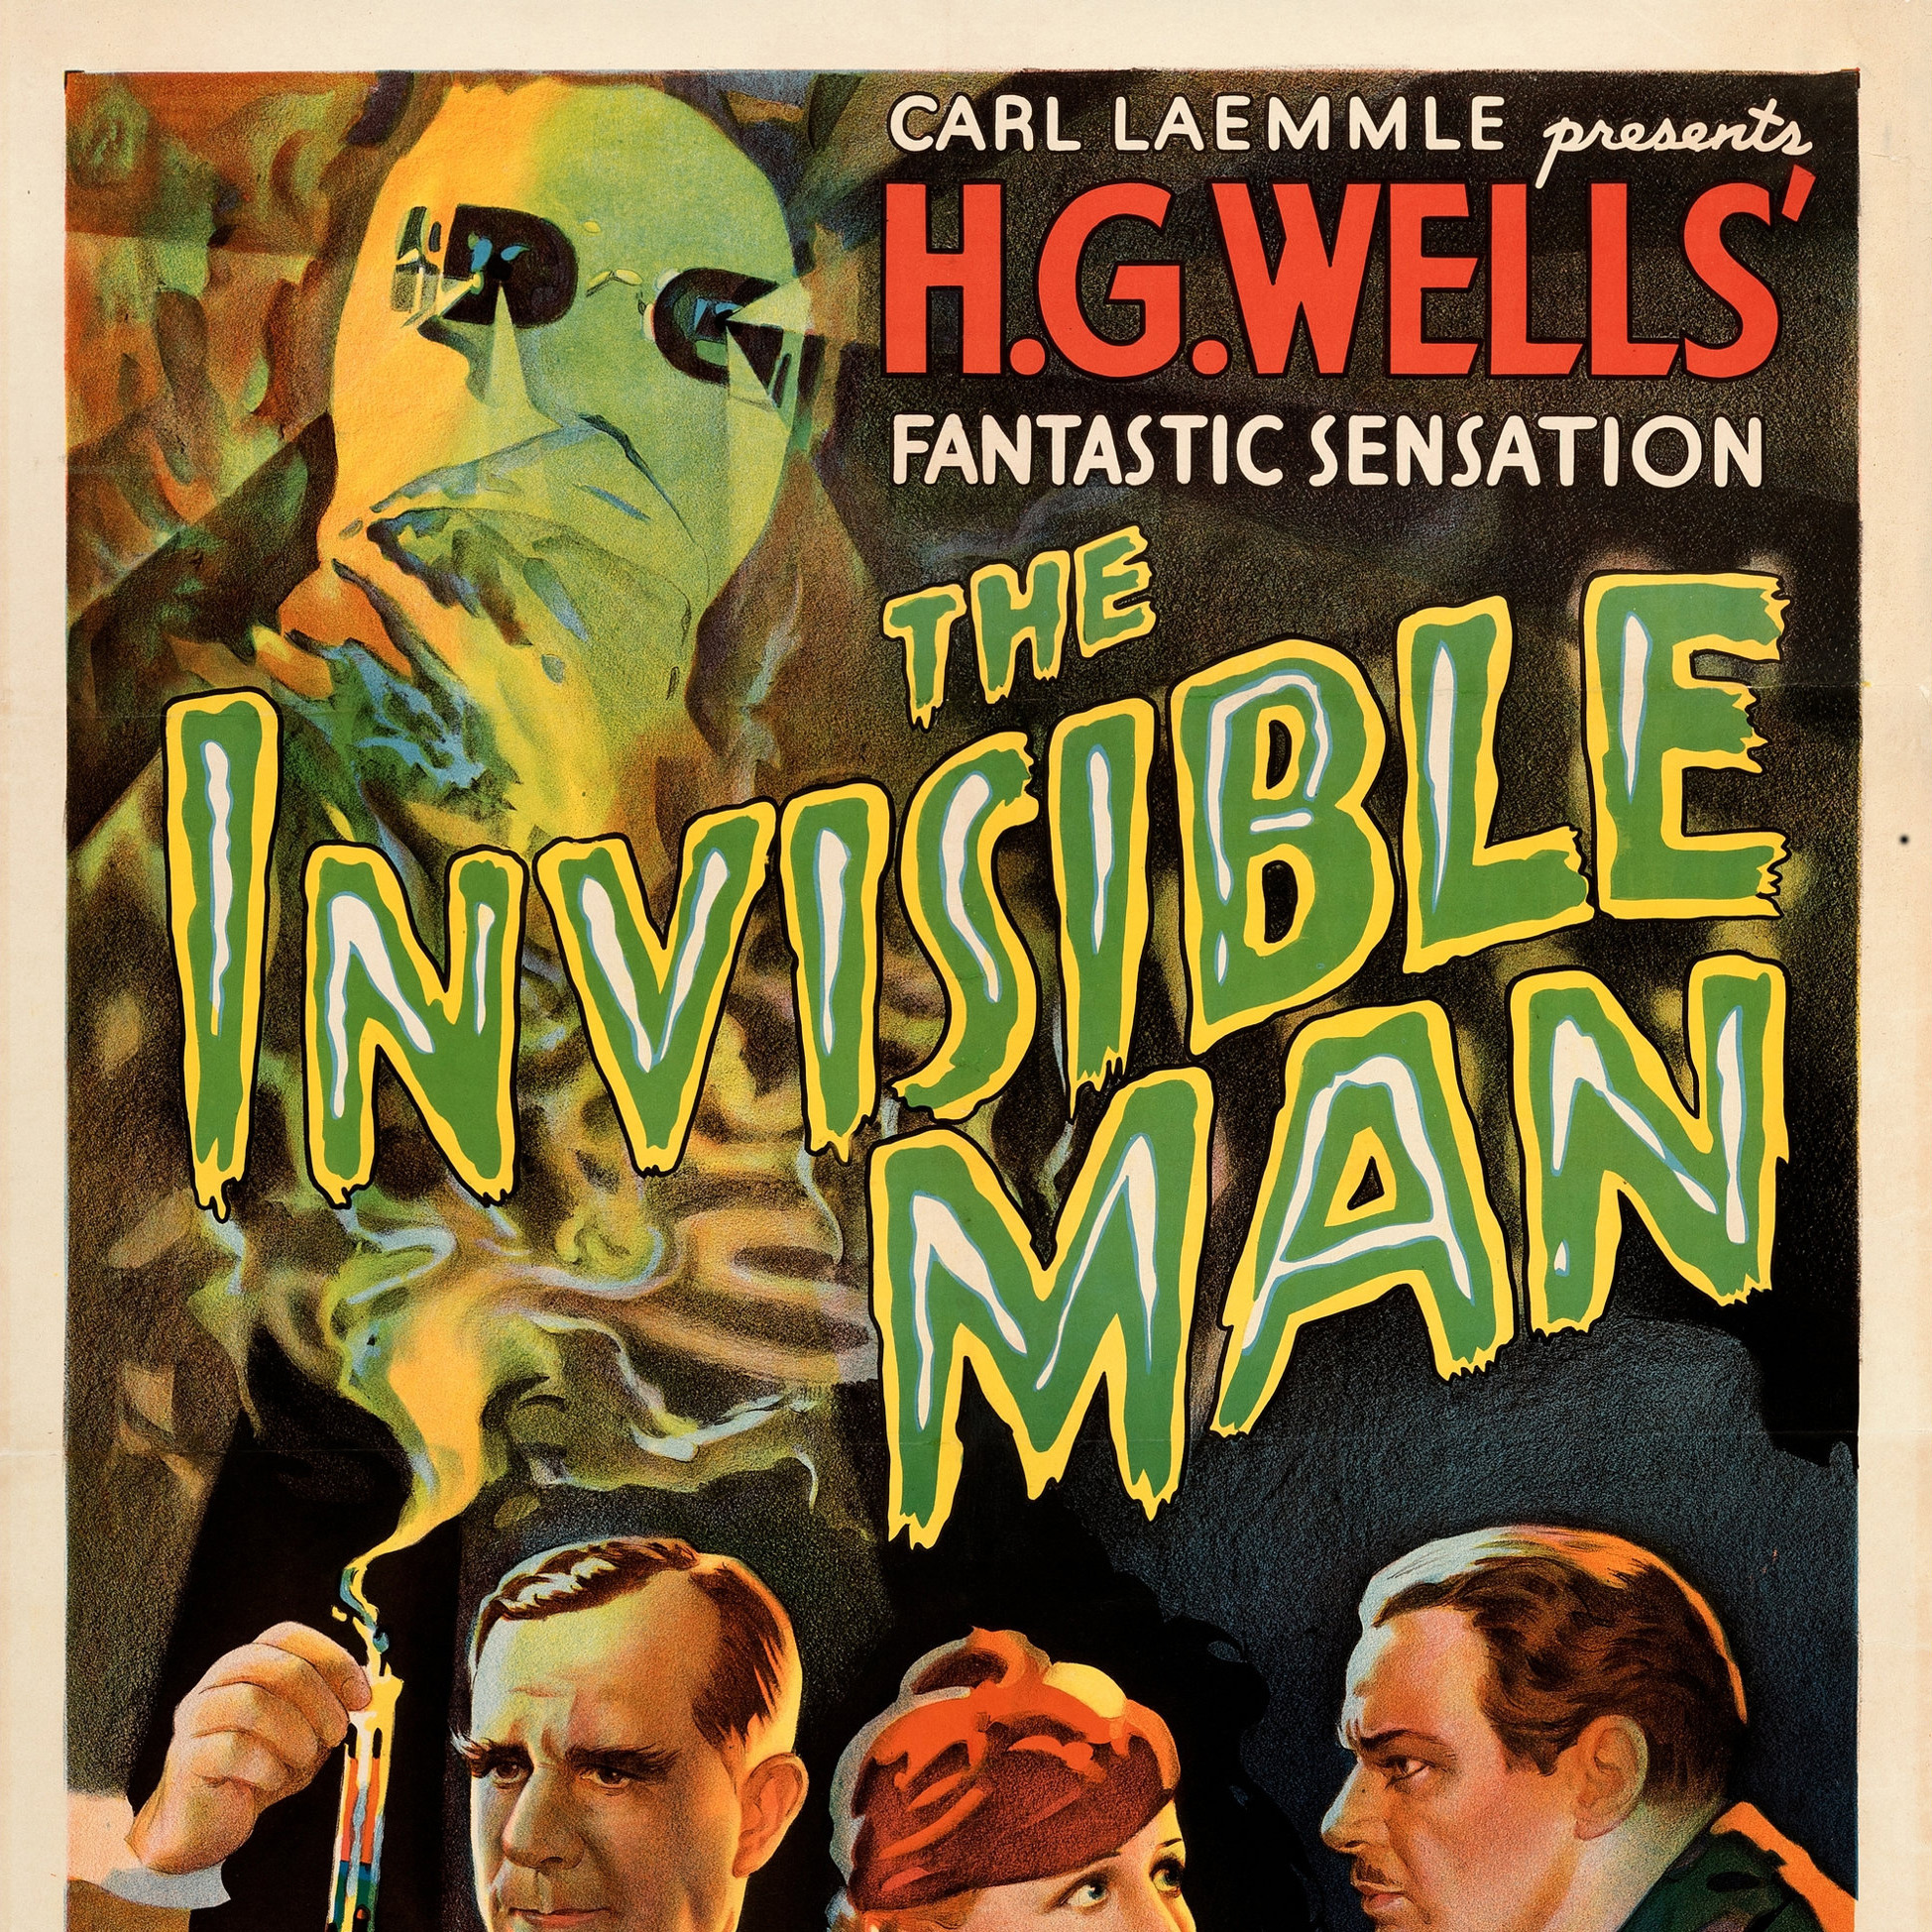 CARL LAEMMLE presents
H.G.WELLS'
FANTASTIC SENSATION
THE
INVISIBLE
MAN